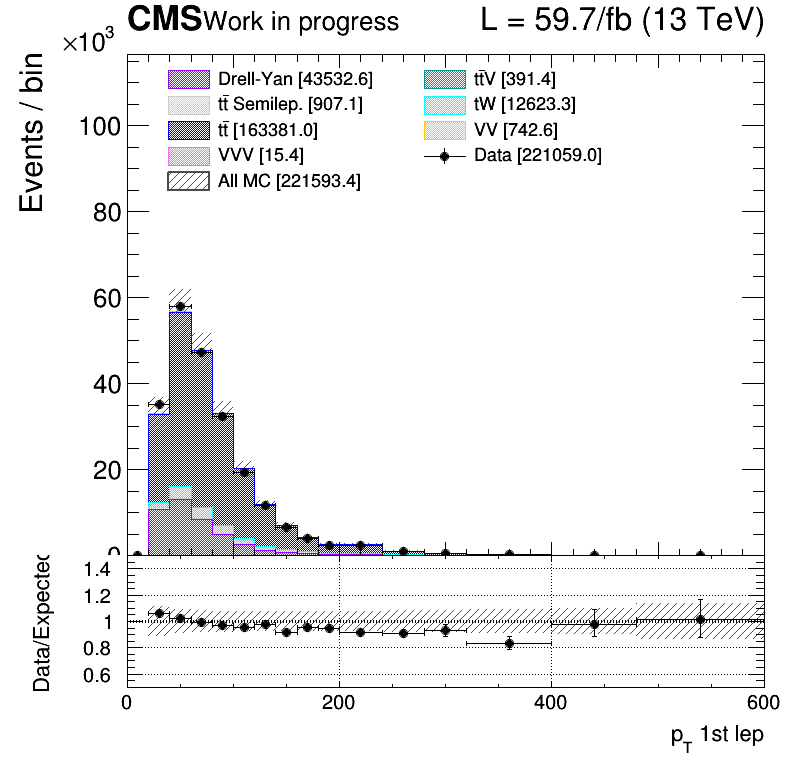 CMS Work in progress L = 59.7/fb (13 TeV)
×10³
Events / bin
Drell-Yan [43532.6]
tt̄ Semilep. [907.1]
tt̄ [163381.0]
VVV [15.4]
All MC [221593.4]
tt̄V [391.4]
tW [12623.3]
VV [742.6]
Data [221059.0]
100
80
60
40
20
0
Data/Expected
1.4
1.2
1
0.8
0.6
0 200 400 600
p_T 1st lep